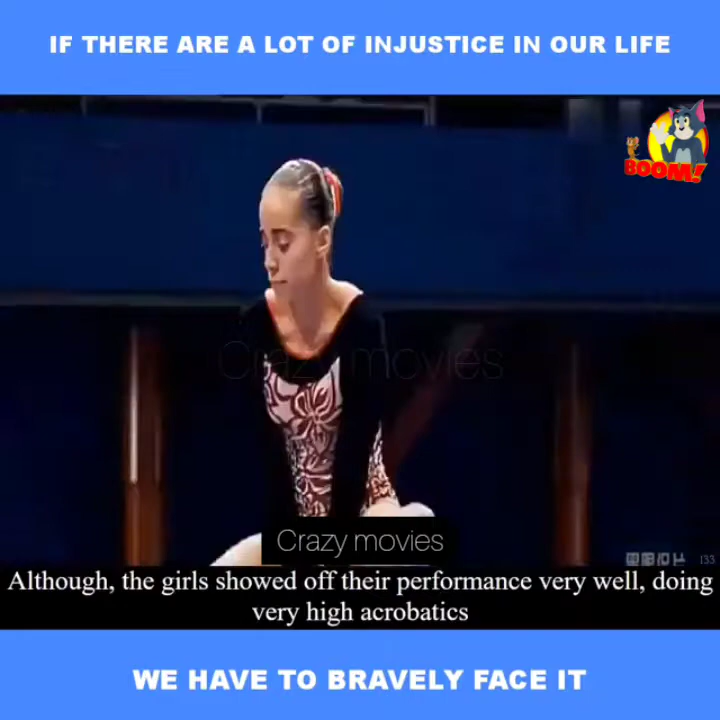 IF THERE ARE A LOT OF INJUSTICE IN OUR LIFE
BOOM!
Crazy movies
Crazy movies
133
Although, the girls showed off their performance very well, doing
very high acrobatics
WE HAVE TO BRAVELY FACE IT